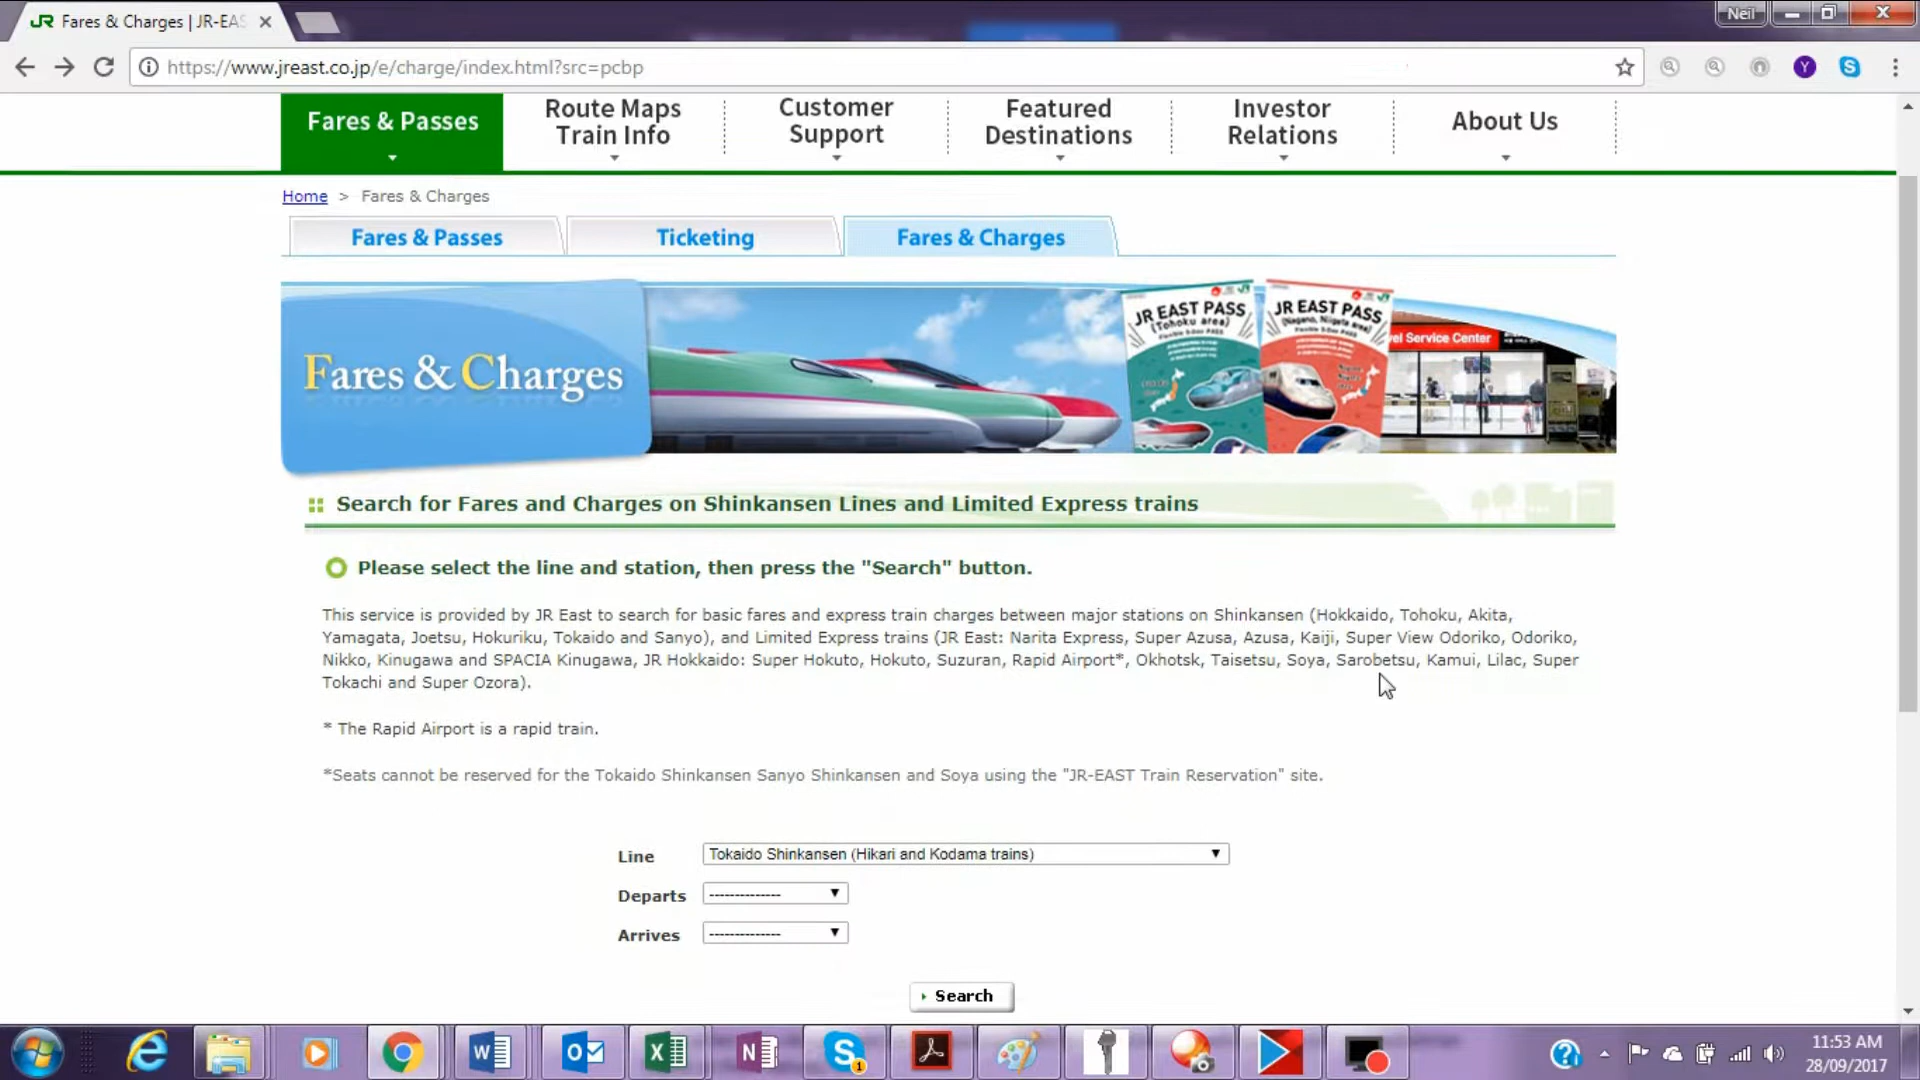 JR Fares & Charges | JR-EAS
Neil
https://www.jreast.co.jp/e/charge/index.html?src=pcbp
Y
S
Fares & Passes
Route Maps
Train Info
Customer
Support
Featured
Destinations
Investor
Relations
About Us
Home > Fares & Charges
Fares & Passes
Ticketing
Fares & Charges
Fares & Charges
JR EAST PASS
(Tohoku area)
JR EAST PASS
(Nagano, Niigata area)
vel Service Center
Search for Fares and Charges on Shinkansen Lines and Limited Express trains
Please select the line and station, then press the "Search" button.
This service is provided by JR East to search for basic fares and express train charges between major stations on Shinkansen (Hokkaido, Tohoku, Akita,
Yamagata, Joetsu, Hokuriku, Tokaido and Sanyo), and Limited Express trains (JR East: Narita Express, Super Azusa, Azusa, Kaiji, Super View Odoriko, Odoriko,
Nikko, Kinugawa and SPACIA Kinugawa, JR Hokkaido: Super Hokuto, Hokuto, Suzuran, Rapid Airport*, Okhotsk, Taisetsu, Soya, Sarobetsu, Kamui, Lilac, Super
Tokachi and Super Ozora).
* The Rapid Airport is a rapid train.
*Seats cannot be reserved for the Tokaido Shinkansen Sanyo Shinkansen and Soya using the "JR-EAST Train Reservation" site.
Line Tokaido Shinkansen (Hikari and Kodama trains)
Departs --------------
Arrives --------------
Search
W
O
X
N
S
1
11:53 AM
28/09/2017